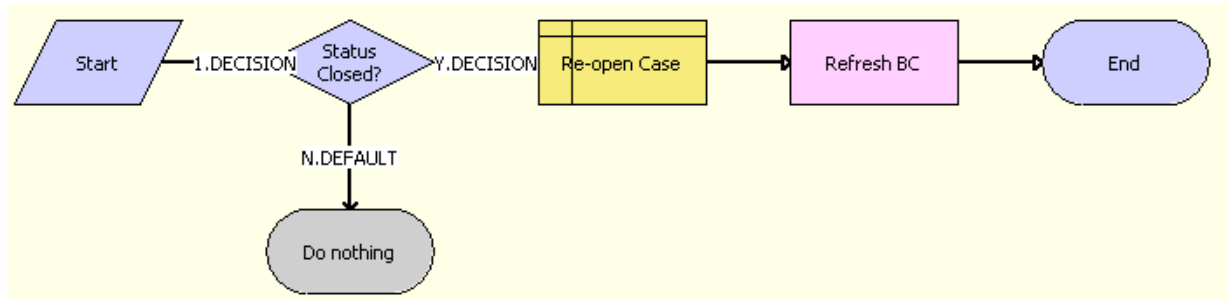 Start
1.DECISION
Status
Closed?
Y.DECISION
Re-open Case
Refresh BC
End
N.DEFAULT
Do nothing